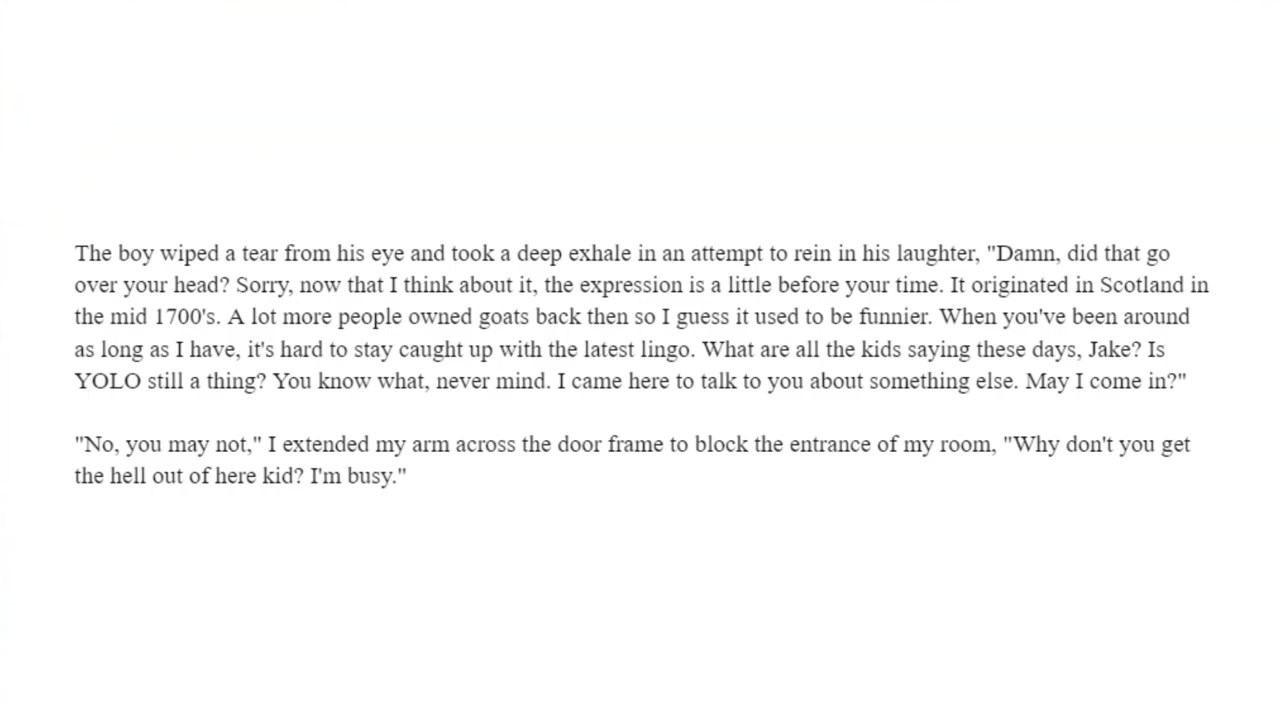 The boy wiped a tear from his eye and took a deep exhale in an attempt to rein in his laughter, "Damn, did that go
over your head? Sorry, now that I think about it, the expression is a little before your time. It originated in Scotland in
the mid 1700's. A lot more people owned goats back then so I guess it used to be funnier. When you've been around
as long as I have, it's hard to stay caught up with the latest lingo. What are all the kids saying these days, Jake? Is
YOLO still a thing? You know what, never mind. I came here to talk to you about something else. May I come in?"
"No, you may not," I extended my arm across the door frame to block the entrance of my room, "Why don't you get
the hell out of here kid? I'm busy."